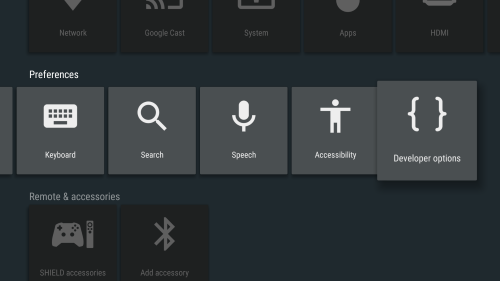 Network
Google Cast
System
Apps
HDMI
Preferences
Keyboard
Search
Speech
Accessibility
Developer options
Remote & accessories
SHIELD accessories
Add accessory